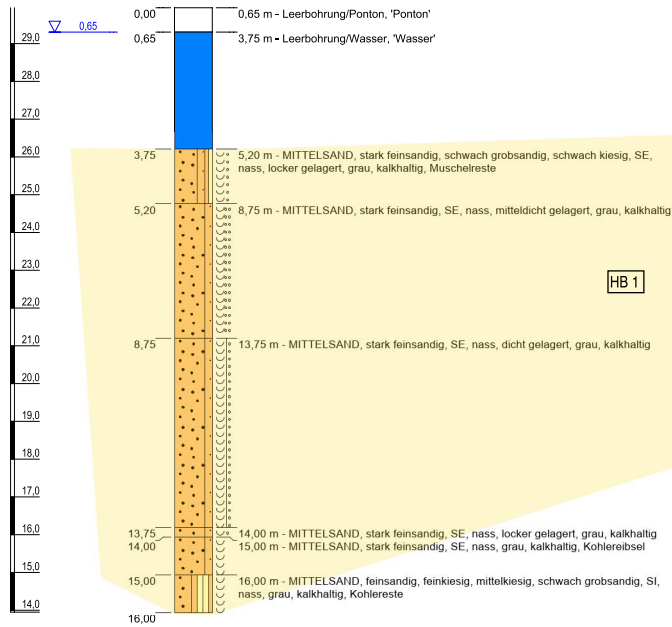 0,00 0,65 m - Leerbohrung/Ponton, 'Ponton'
0,65
0,65 3,75 m - Leerbohrung/Wasser, 'Wasser'
29,0
28,0
27,0
26,0
3,75 5,20 m - MITTELSAND, stark feinsandig, schwach grobsandig, schwach kiesig, SE,
nass, locker gelagert, grau, kalkhaltig, Muschelreste
25,0
5,20 8,75 m - MITTELSAND, stark feinsandig, SE, nass, mitteldicht gelagert, grau, kalkhaltig
24,0
23,0
HB 1
22,0
21,0
8,75 13,75 m - MITTELSAND, stark feinsandig, SE, nass, dicht gelagert, grau, kalkhaltig
20,0
19,0
18,0
17,0
16,0
13,75 14,00 m - MITTELSAND, stark feinsandig, SE, nass, locker gelagert, grau, kalkhaltig
14,00 15,00 m - MITTELSAND, stark feinsandig, SE, nass, grau, kalkhaltig, Kohlereibsel
15,0
15,00 16,00 m - MITTELSAND, feinsandig, feinkiesig, mittelkiesig, schwach grobsandig, SI,
nass, grau, kalkhaltig, Kohlereste
14,0
16,00